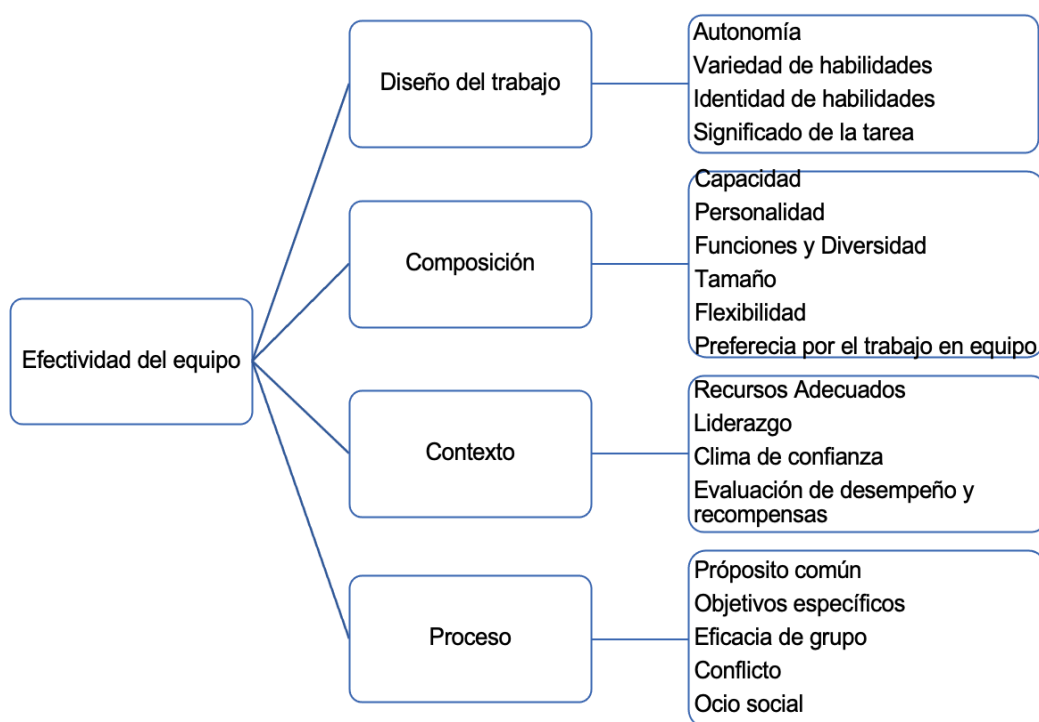 Efectividad del equipo
Diseño del trabajo
Autonomía
Variedad de habilidades
Identidad de habilidades
Significado de la tarea
Composición
Capacidad
Personalidad
Funciones y Diversidad
Tamaño
Flexibilidad
Preferecia por el trabajo en equipo
Contexto
Recursos Adecuados
Liderazgo
Clima de confianza
Evaluación de desempeño y
recompensas
Proceso
Próposito común
Objetivos específicos
Eficacia de grupo
Conflicto
Ocio social